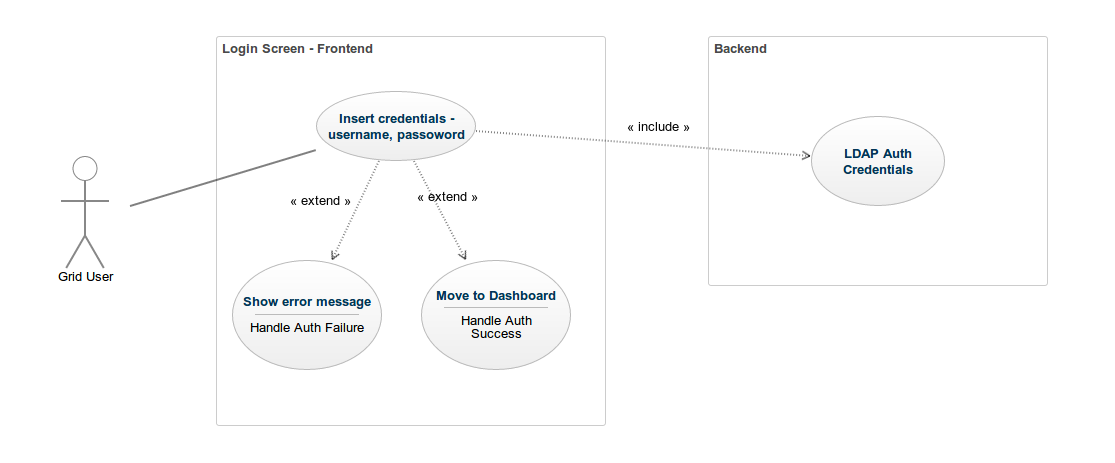 Login Screen - Frontend
Backend
Insert credentials -
username, passoword
« include »
LDAP Auth
Credentials
« extend »
« extend »
Grid User
Show error message
Handle Auth Failure
Move to Dashboard
Handle Auth
Success